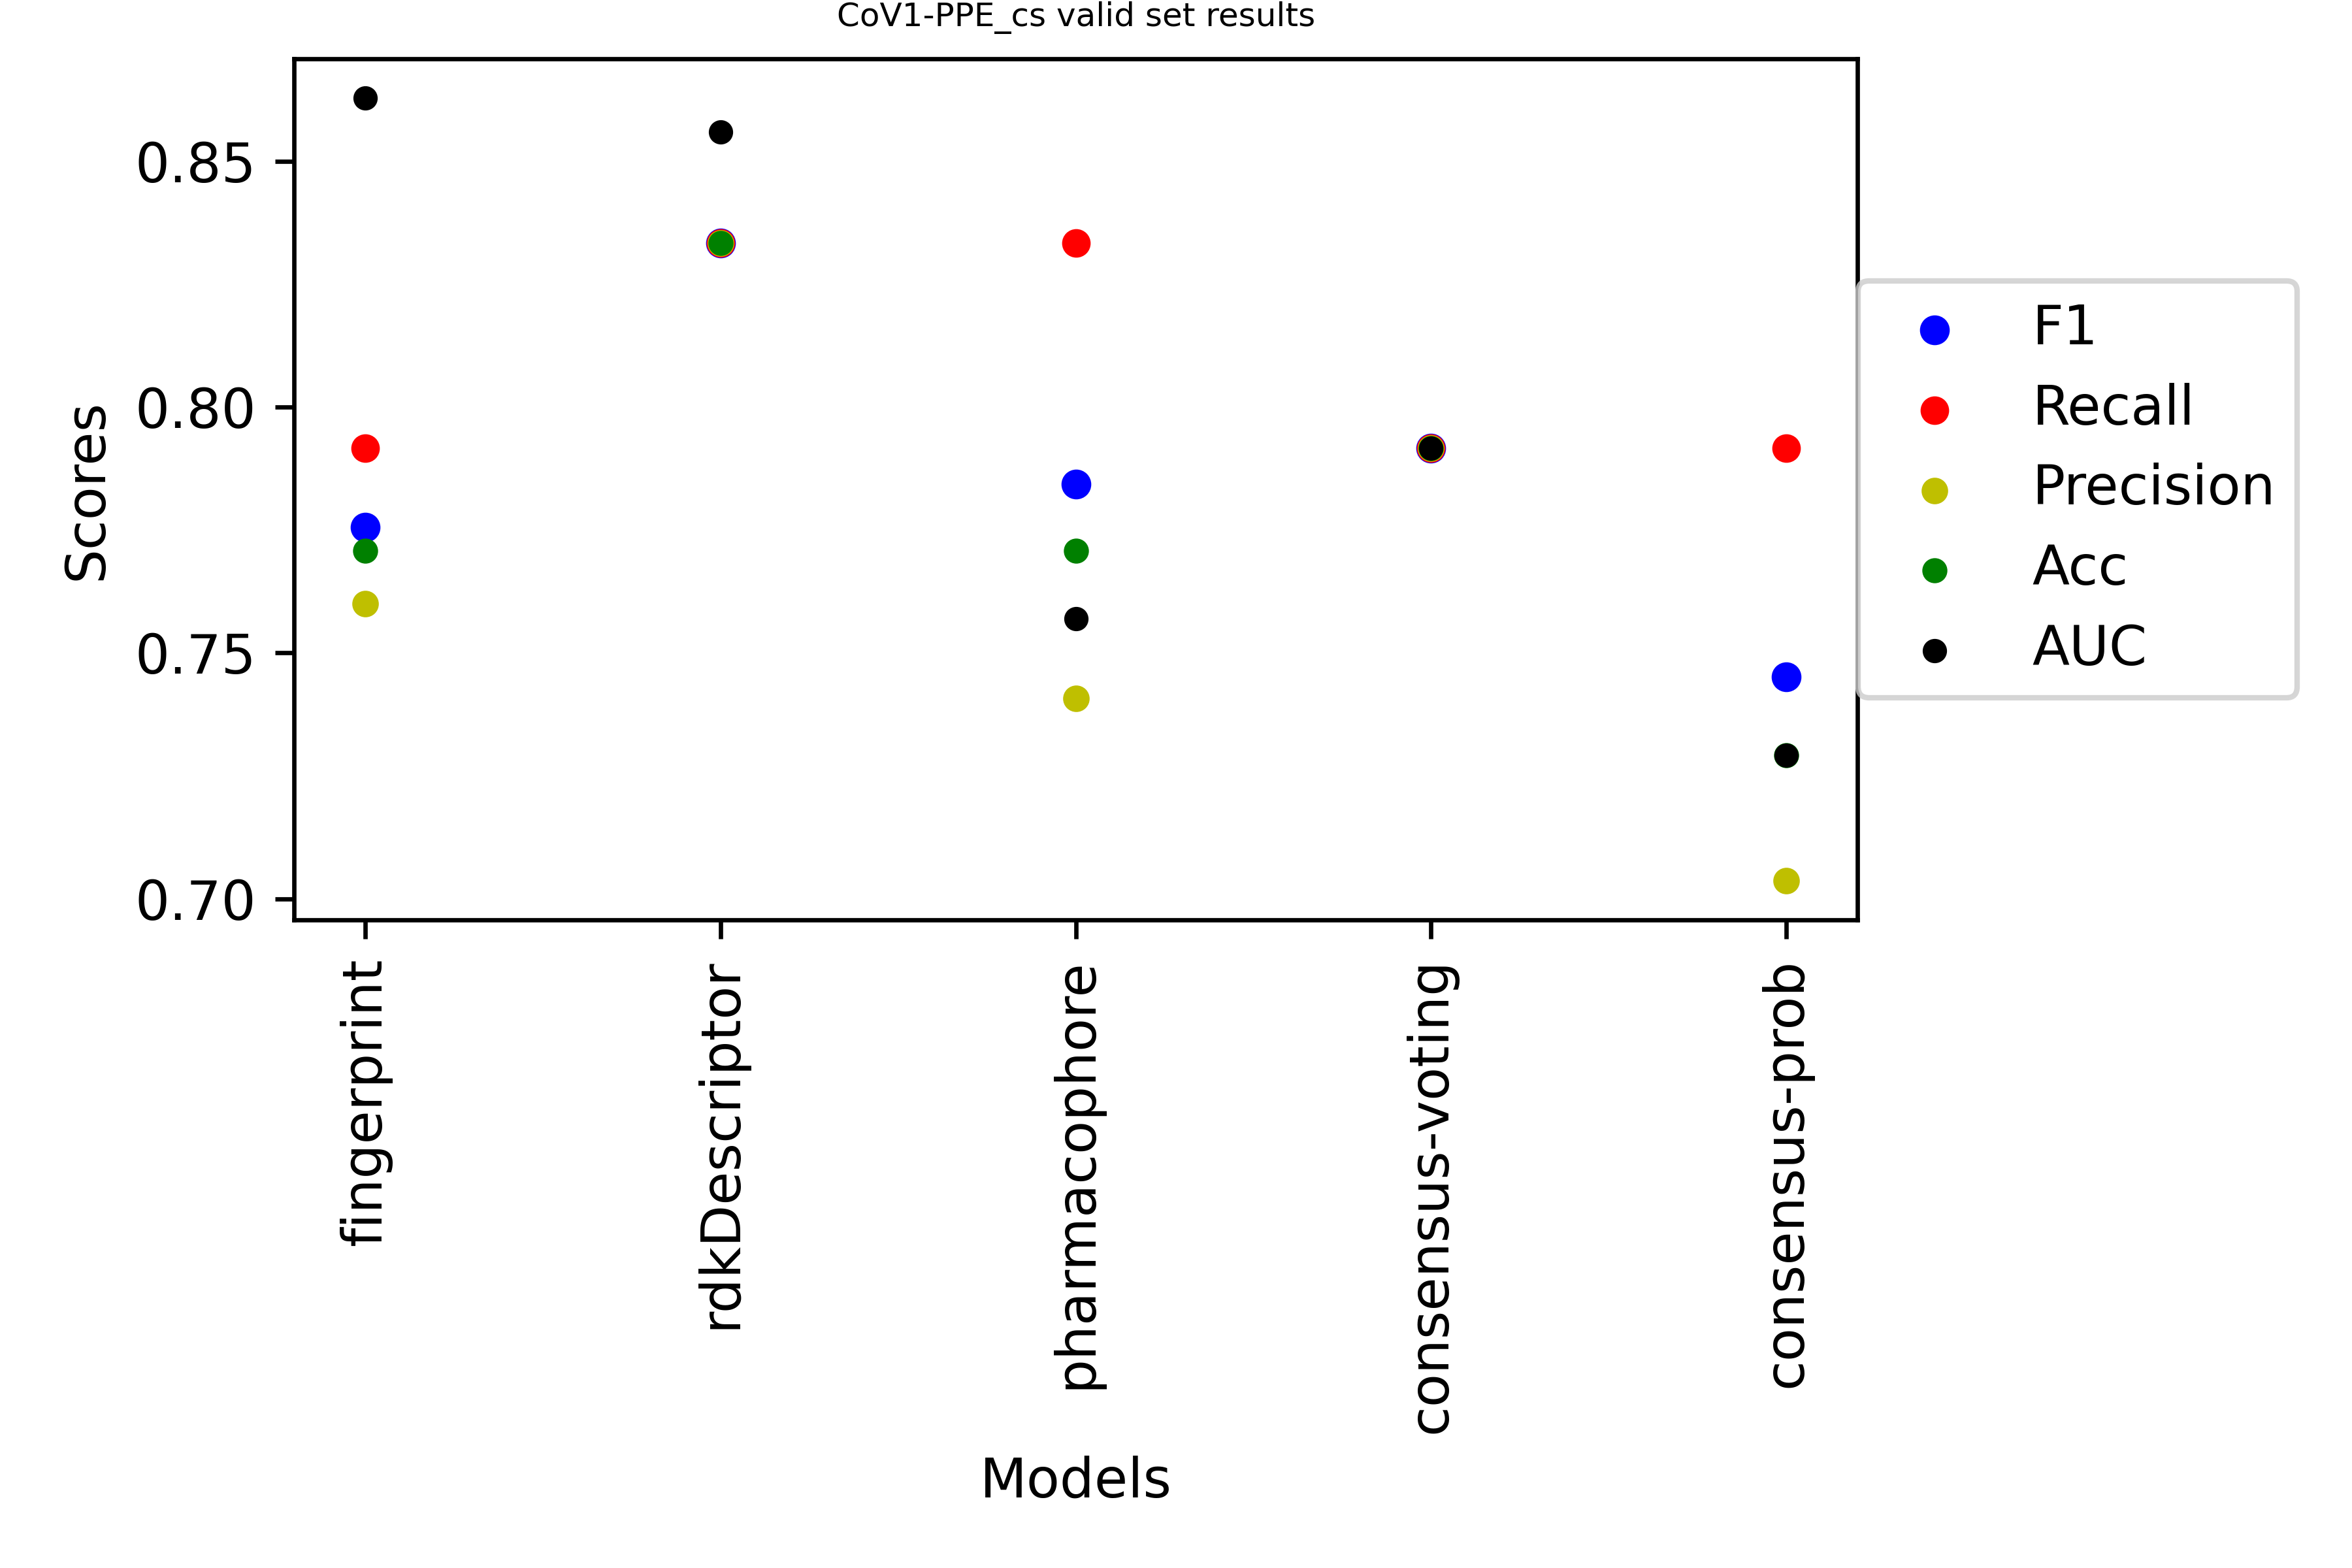 CoV1-PPE_cs valid set results
Scores
0.85
0.80
0.75
0.70
F1
Recall
Precision
Acc
AUC
fingerprint
rdkDescriptor
pharmacophore
consensus-voting
consensus-prob
Models